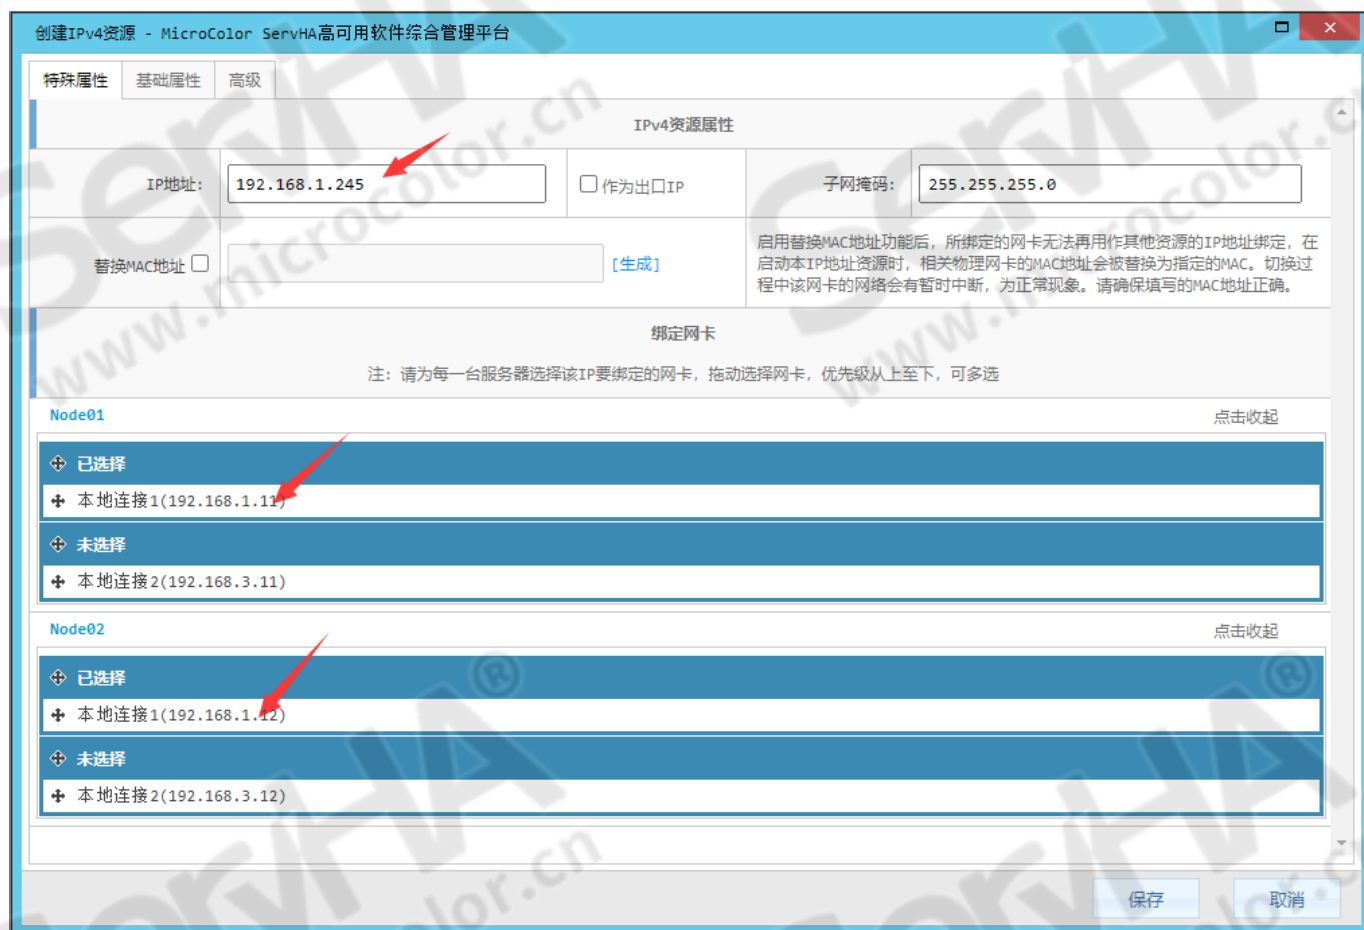 创建IPv4资源 - MicroColor ServHA高可用软件综合管理平台
特殊属性 基础属性 高级
IPv4资源属性
IP地址: 192.168.1.245 作为出口IP 子网掩码: 255.255.255.0
替换MAC地址 [生成]
启用替换MAC地址功能后，所绑定的网卡无法再用作其他资源的IP地址绑定，在
启动本IP地址资源时，相关物理网卡的MAC地址会被替换为指定的MAC。切换过
程中该网卡的网络会有暂时中断，为正常现象。请确保填写的MAC地址正确。
绑定网卡
注：请为每一台服务器选择该IP要绑定的网卡，拖动选择网卡，优先级从上至下，可多选
Node01 点击收起
已选择
本地连接1(192.168.1.11)
未选择
本地连接2(192.168.3.11)
Node02 点击收起
已选择
本地连接1(192.168.1.12)
未选择
本地连接2(192.168.3.12)
保存 取消
ServHA
www.microcolor.cn
ServHA
www.microcolor.cn